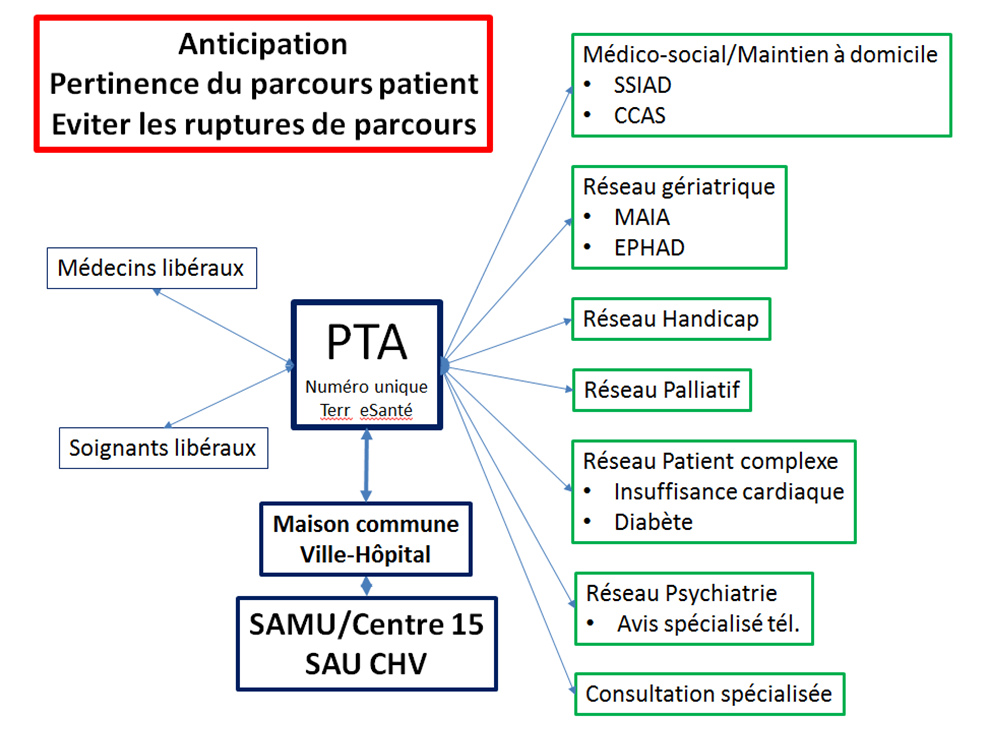 Anticipation
Pertinence du parcours patient
Eviter les ruptures de parcours
Médecins libéraux
Soignants libéraux
PTA
Numéro unique
Terr eSanté
Maison commune
Ville-Hôpital
SAMU/Centre 15
SAU CHV
Médico-social/Maintien à domicile
• SSIAD
• CCAS
Réseau gériatrique
• MAIA
• EPHAD
Réseau Handicap
Réseau Palliatif
Réseau Patient complexe
• Insuffisance cardiaque
• Diabète
Réseau Psychiatrie
• Avis spécialisé tél.
Consultation spécialisée